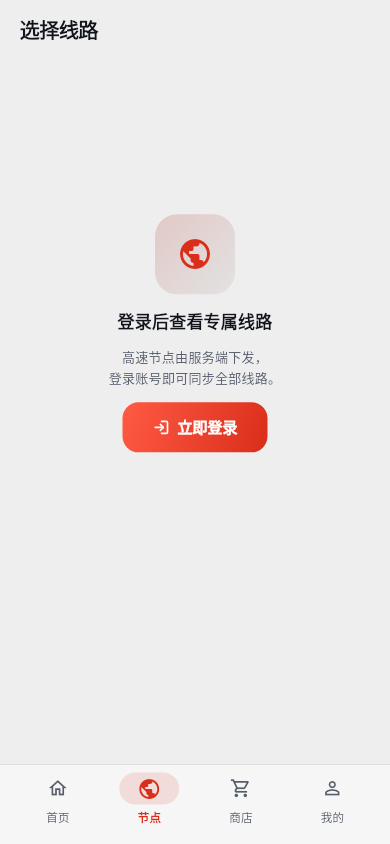 选择线路
登录后查看专属线路
高速节点由服务端下发，
登录账号即可同步全部线路。
立即登录
首页
节点
商店
我的